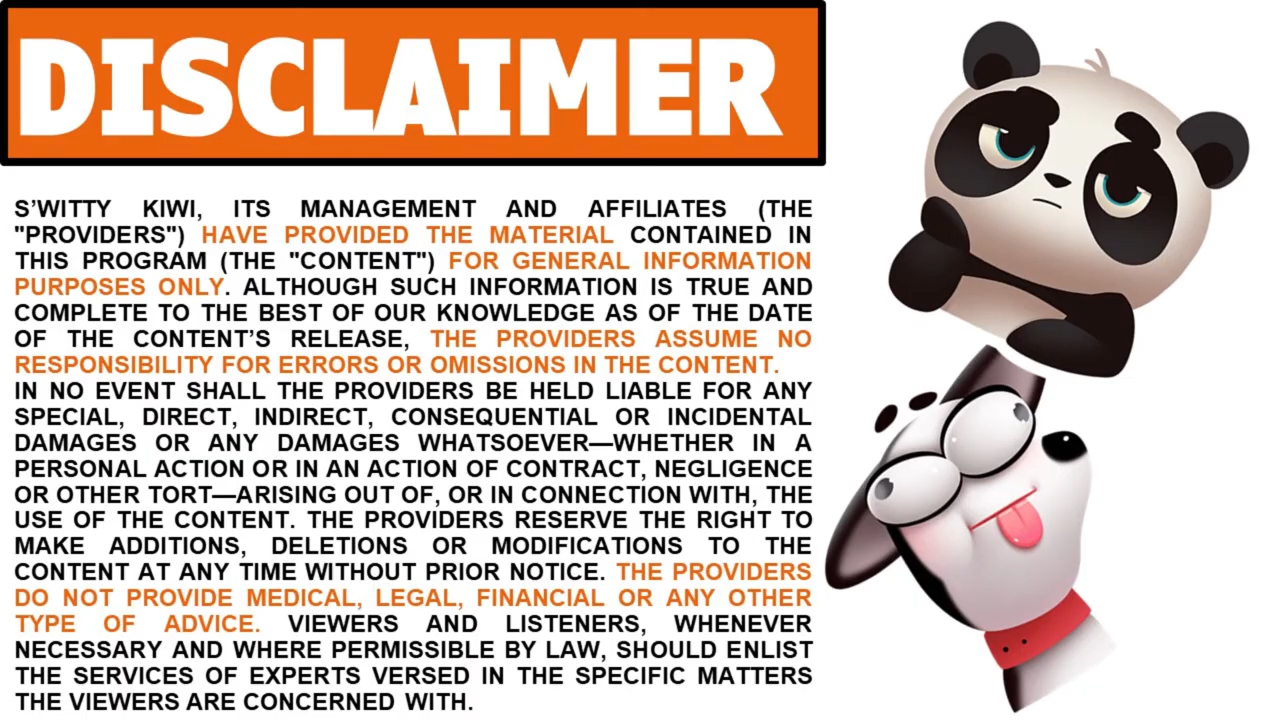 DISCLAIMER
S’WITTY KIWI, ITS MANAGEMENT AND AFFILIATES (THE
"PROVIDERS") HAVE PROVIDED THE MATERIAL CONTAINED IN
THIS PROGRAM (THE "CONTENT") FOR GENERAL INFORMATION
PURPOSES ONLY. ALTHOUGH SUCH INFORMATION IS TRUE AND
COMPLETE TO THE BEST OF OUR KNOWLEDGE AS OF THE DATE
OF THE CONTENT’S RELEASE, THE PROVIDERS ASSUME NO
RESPONSIBILITY FOR ERRORS OR OMISSIONS IN THE CONTENT.
IN NO EVENT SHALL THE PROVIDERS BE HELD LIABLE FOR ANY
SPECIAL, DIRECT, INDIRECT, CONSEQUENTIAL OR INCIDENTAL
DAMAGES OR ANY DAMAGES WHATSOEVER—WHETHER IN A
PERSONAL ACTION OR IN AN ACTION OF CONTRACT, NEGLIGENCE
OR OTHER TORT—ARISING OUT OF, OR IN CONNECTION WITH, THE
USE OF THE CONTENT. THE PROVIDERS RESERVE THE RIGHT TO
MAKE ADDITIONS, DELETIONS OR MODIFICATIONS TO THE
CONTENT AT ANY TIME WITHOUT PRIOR NOTICE. THE PROVIDERS
DO NOT PROVIDE MEDICAL, LEGAL, FINANCIAL OR ANY OTHER
TYPE OF ADVICE. VIEWERS AND LISTENERS, WHENEVER
NECESSARY AND WHERE PERMISSIBLE BY LAW, SHOULD ENLIST
THE SERVICES OF EXPERTS VERSED IN THE SPECIFIC MATTERS
THE VIEWERS ARE CONCERNED WITH.